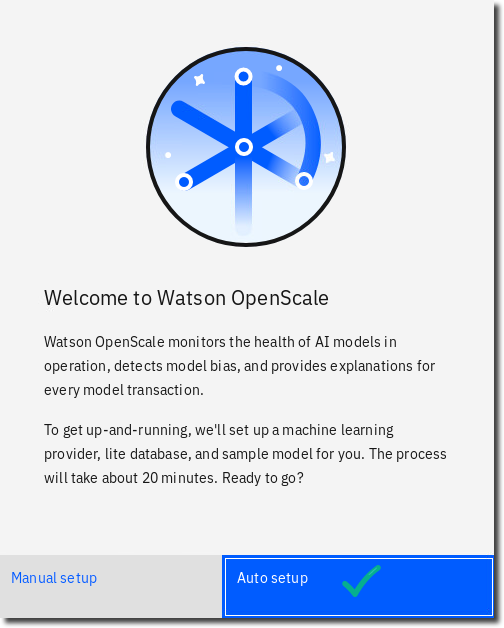 Welcome to Watson OpenScale
Watson OpenScale monitors the health of AI models in
operation, detects model bias, and provides explanations for
every model transaction.
To get up-and-running, we'll set up a machine learning
provider, lite database, and sample model for you. The process
will take about 20 minutes. Ready to go?
Manual setup
Auto setup